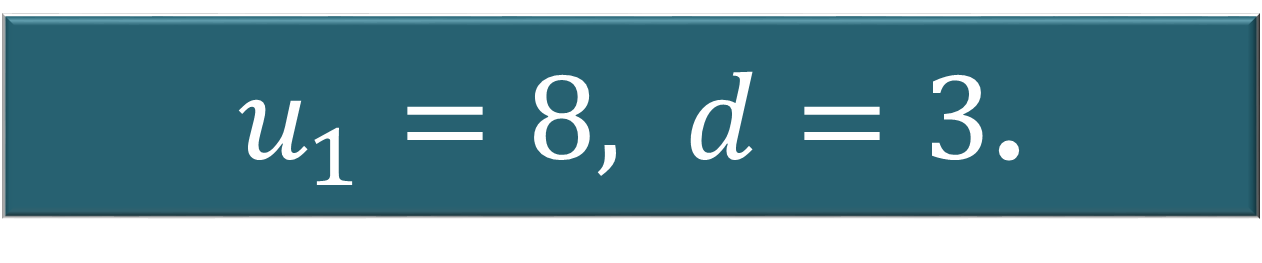 u₁ = 8, d = 3.